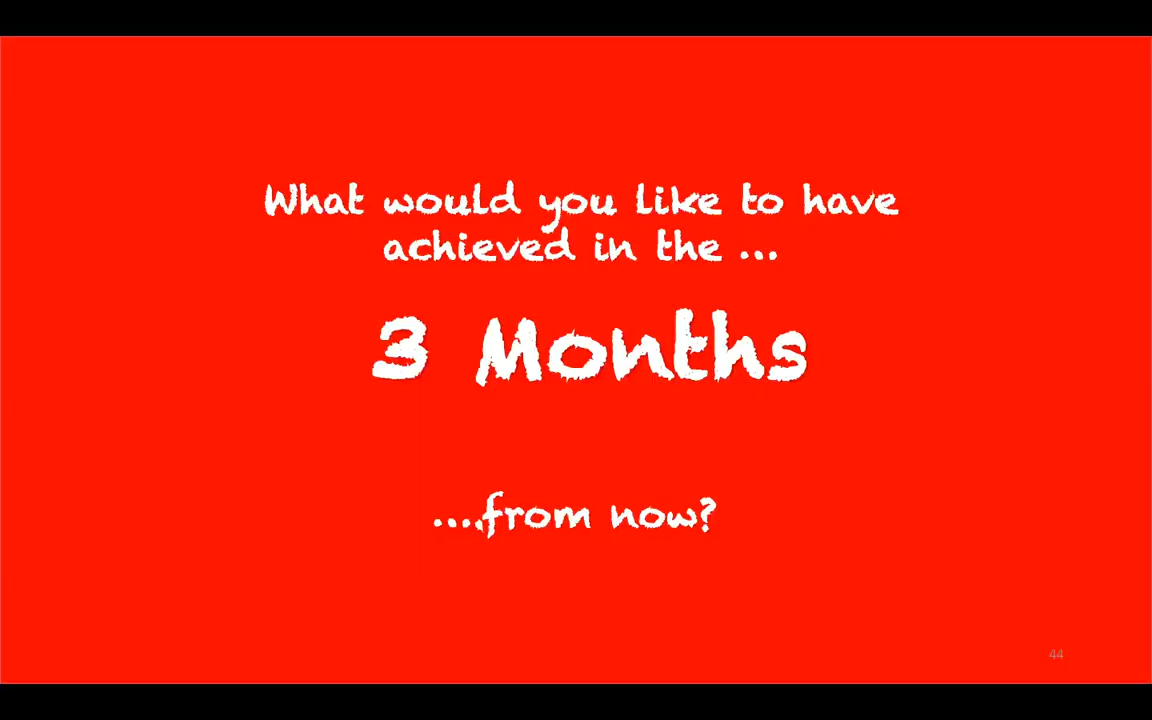 What would you like to have
achieved in the ...
3 Months
....from now?
44